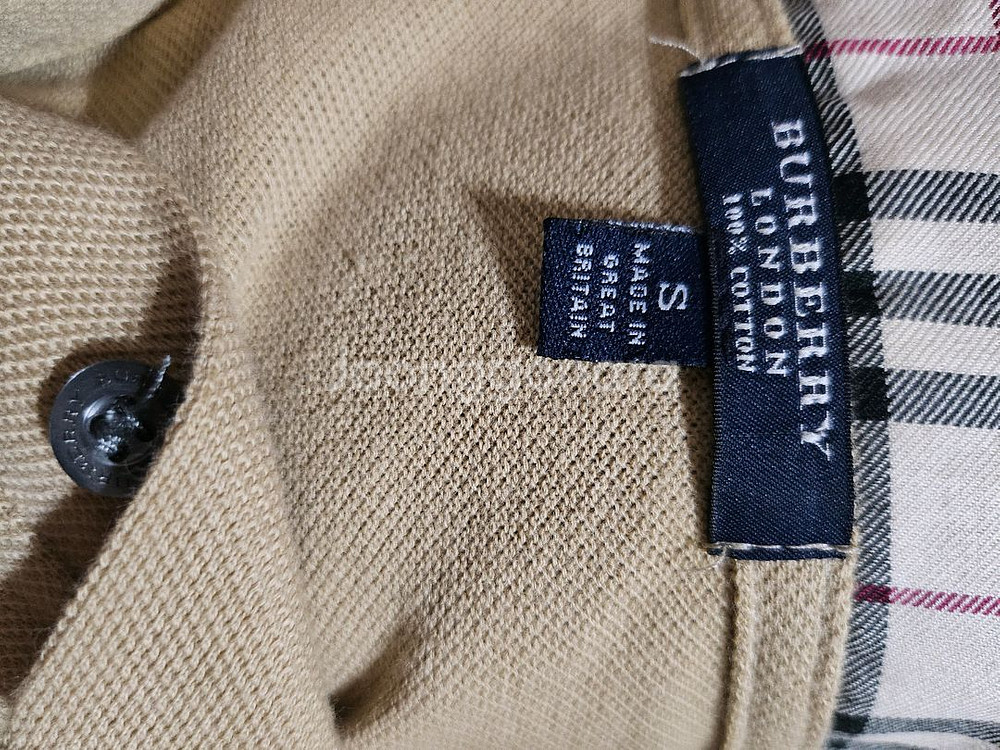 BURBERRY
LONDON
100% COTTON
S
MADE IN
GREAT
BRITAIN